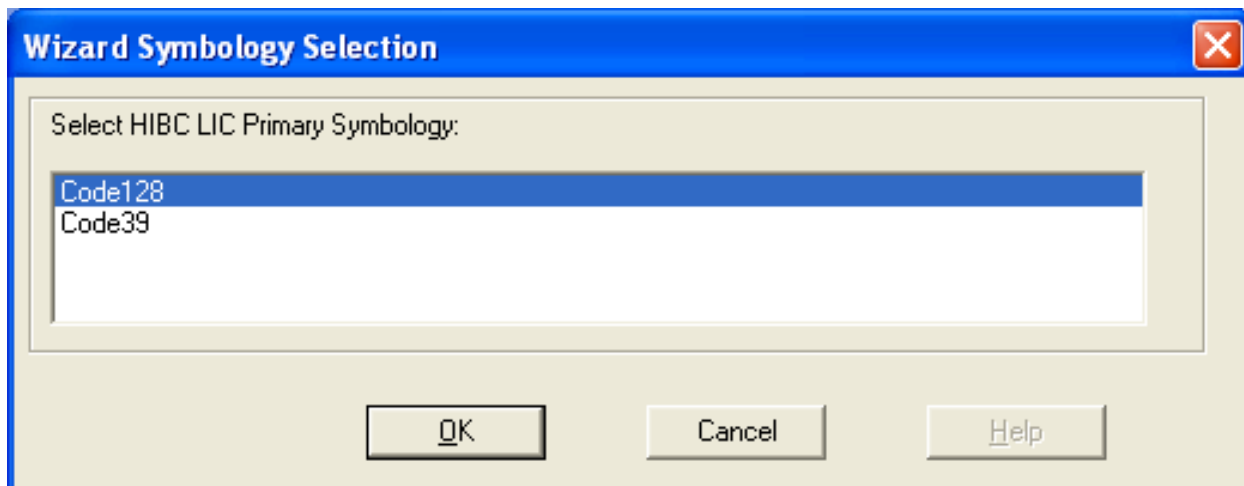 Wizard Symbology Selection
Select HIBC LIC Primary Symbology:
Code128
Code39
OK Cancel Help